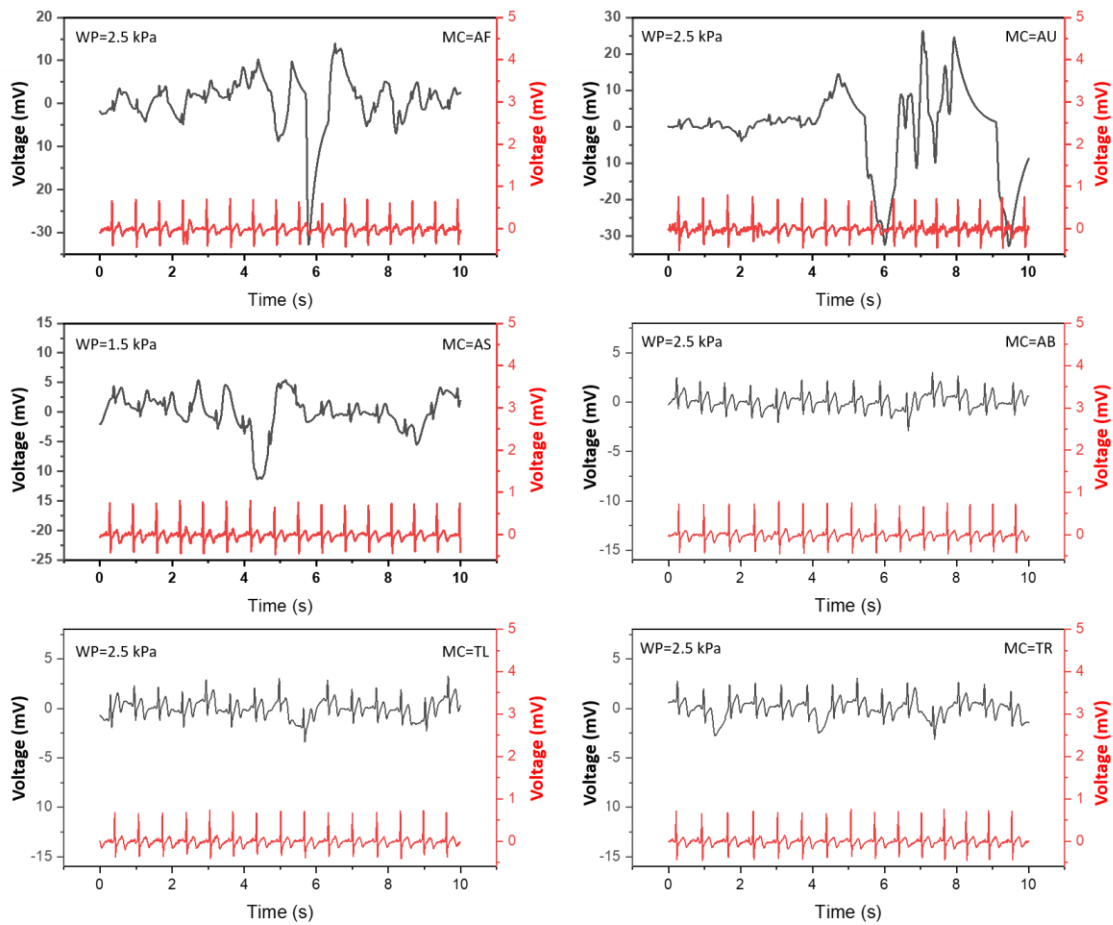 WP=2.5 kPa
MC=AF
Voltage (mV)
20
10
0
10
20
-30
Voltage (mV)
5
4
3
2
1
0
0 2 4 6 8 10
Time (s)
WP=2.5 kPa
MC=AU
Voltage (mV)
30
20
10
0
10
-20
-30
Voltage (mV)
5
4
3
2
1
0
0 2 4 6 8 10
Time (s)
WP=1.5 kPa
MC=AS
Voltage (mV)
15
10
5
0
-5
10
-15
-20
-25
Voltage (mV)
5
4
3
2
1
0
0 2 4 6 8 10
Time (s)
WP=2.5 kPa
MC=AB
Voltage (mV)
5
0
-5
-10
-15
Voltage (mV)
5
4
3
2
1
0
0 2 4 6 8 10
Time (s)
WP=2.5 kPa
MC=TL
Voltage (mV)
5
0
-5
10
-15
Voltage (mV)
5
4
3
2
1
0
0 2 4 6 8 10
Time (s)
WP=2.5 kPa
MC=TR
Voltage (mV)
5
0
-5
10
-15
Voltage (mV)
5
4
3
2
1
0
0 2 4 6 8 10
Time (s)